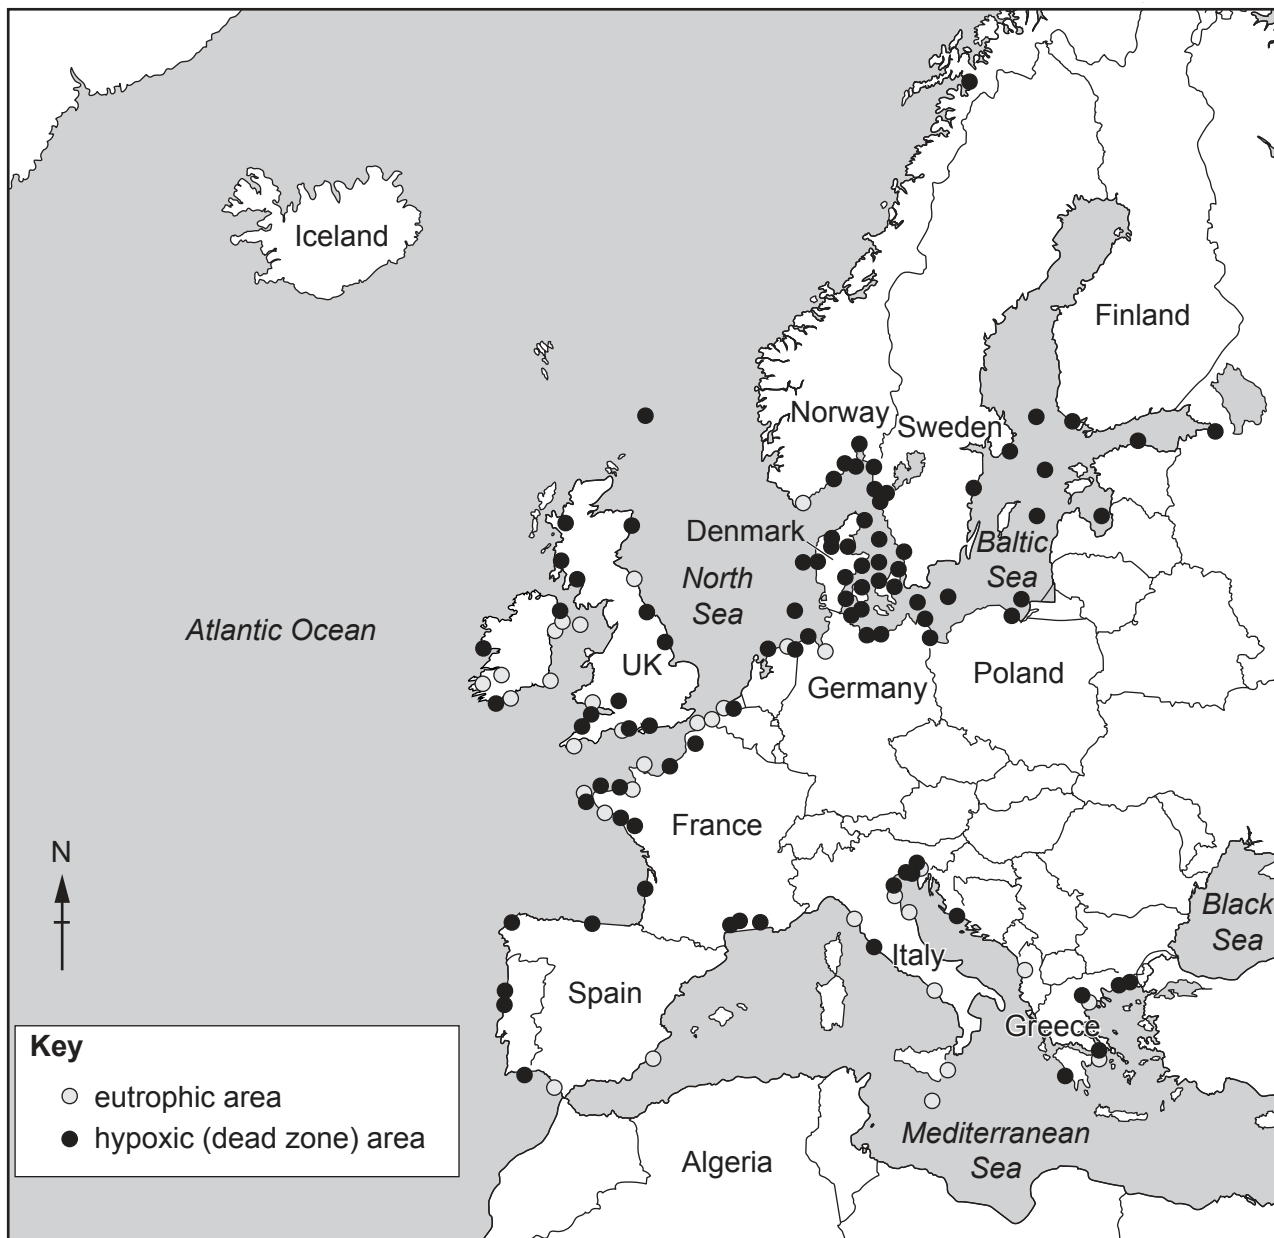 Iceland
Finland
Norway
Sweden
Denmark
Baltic
Sea
North
Sea
Atlantic Ocean
UK
Poland
Germany
France
N
Black
Sea
Italy
Spain
Greece
Key
eutrophic area
hypoxic (dead zone) area
Mediterranean
Sea
Algeria